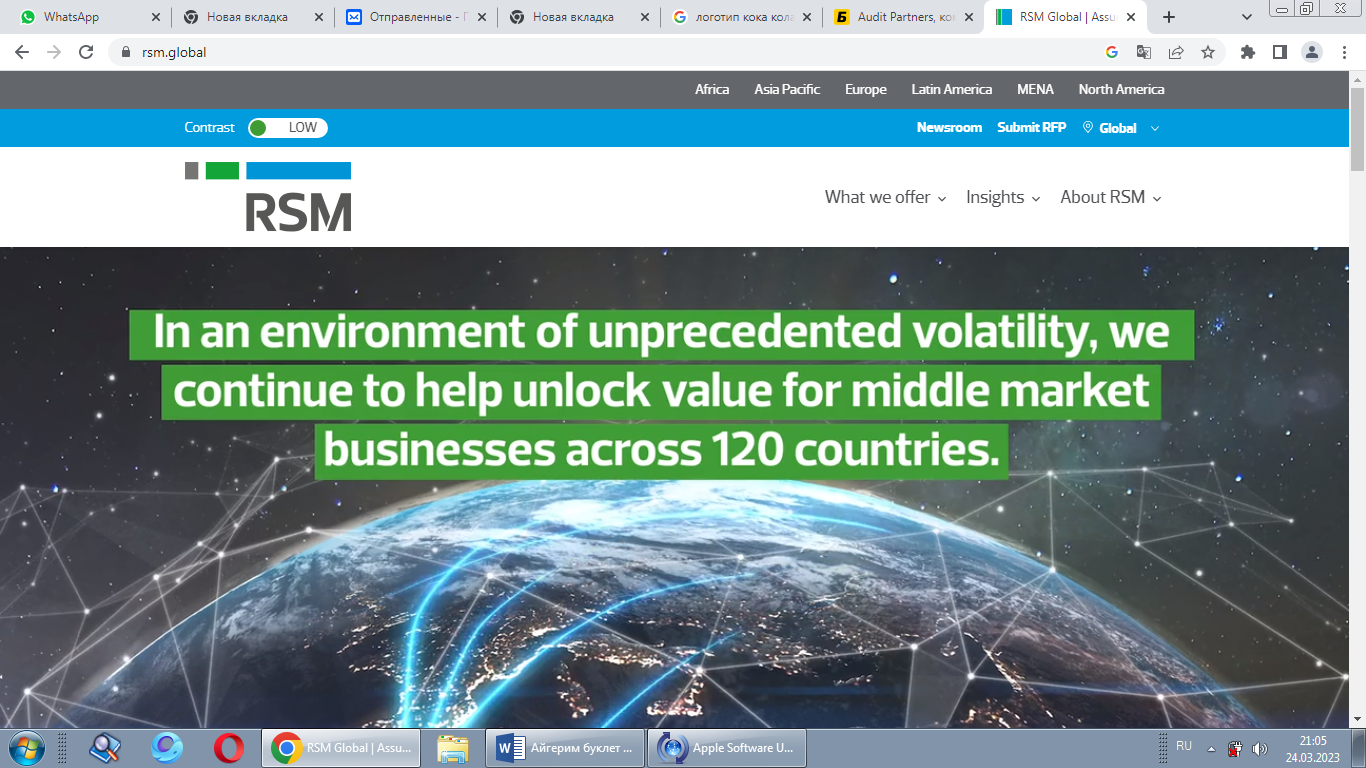 WhatsApp
Новая вкладка
Отправленные - П
Новая вкладка
логотип кока кола
Audit Partners, ко
RSM Global | Assu
rsm.global
Africa
Asia Pacific
Europe
Latin America
MENA
North America
Contrast
LOW
Newsroom
Submit RFP
Global
RSM
What we offer
Insights
About RSM
In an environment of unprecedented volatility, we
continue to help unlock value for middle market
businesses across 120 countries.
RSM Global | Assu...
Айгерим буклет ...
Apple Software U...
RU
21:05
24.03.2023